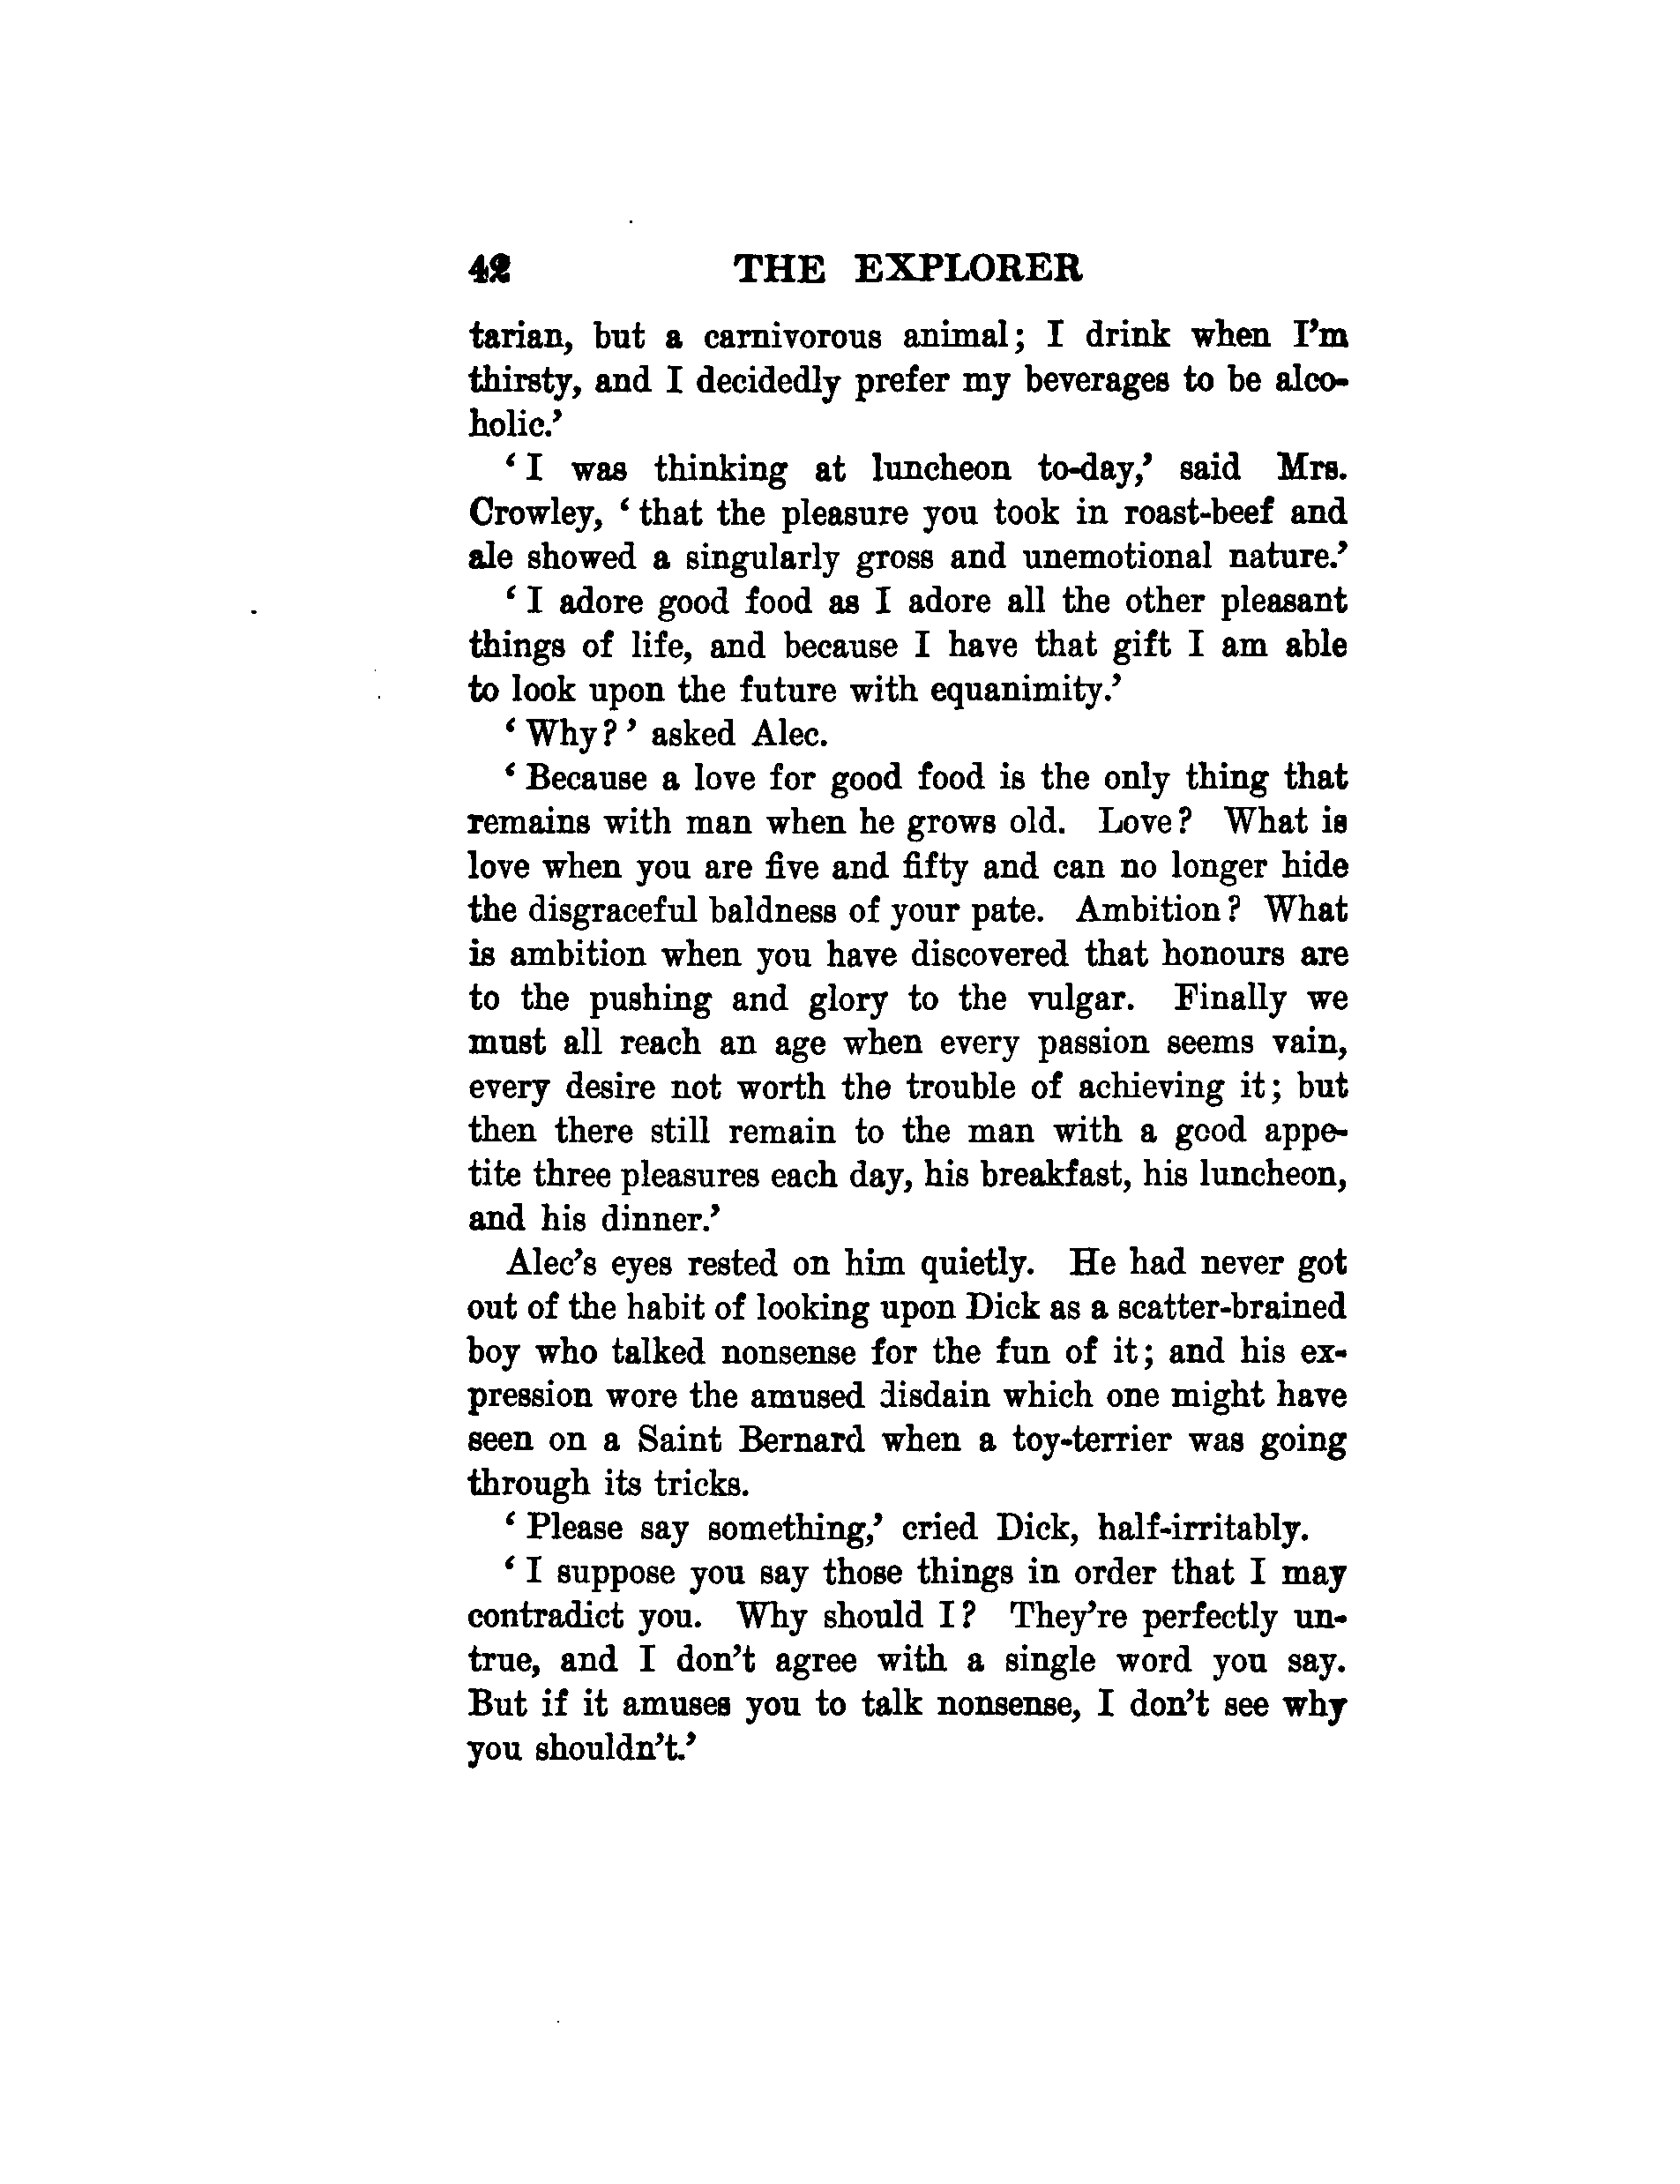 42 THE EXPLORER
tarian, but a carnivorous animal; I drink when I'm
thirsty, and I decidedly prefer my beverages to be alco-
holic.'
‘I was thinking at luncheon to-day,’ said Mrs.
Crowley, ‘that the pleasure you took in roast-beef and
ale showed a singularly gross and unemotional nature.’
‘I adore good food as I adore all the other pleasant
things of life, and because I have that gift I am able
to look upon the future with equanimity.’
‘Why?’ asked Alec.
‘Because a love for good food is the only thing that
remains with man when he grows old. Love? What is
love when you are five and fifty and can no longer hide
the disgraceful baldness of your pate. Ambition? What
is ambition when you have discovered that honours are
to the pushing and glory to the vulgar. Finally we
must all reach an age when every passion seems vain,
every desire not worth the trouble of achieving it; but
then there still remain to the man with a good appe-
tite three pleasures each day, his breakfast, his luncheon,
and his dinner.’
Alec’s eyes rested on him quietly. He had never got
out of the habit of looking upon Dick as a scatter-brained
boy who talked nonsense for the fun of it; and his ex-
pression wore the amused disdain which one might have
seen on a Saint Bernard when a toy-terrier was going
through its tricks.
‘Please say something,’ cried Dick, half-irritably.
‘I suppose you say those things in order that I may
contradict you. Why should I? They’re perfectly un-
true, and I don’t agree with a single word you say.
But if it amuses you to talk nonsense, I don’t see why
you shouldn’t.’